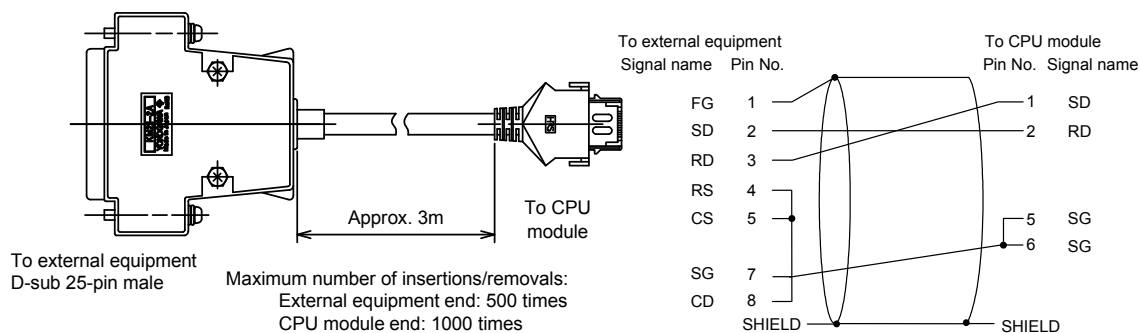 To external equipment
D-sub 25-pin male
Approx. 3m
To CPU
module
HS
Maximum number of insertions/removals:
External equipment end: 500 times
CPU module end: 1000 times
To external equipment
Signal name Pin No.
To CPU module
Pin No. Signal name
FG 1
1 SD
SD 2
2 RD
RD 3
RS 4
CS 5
5 SG
6 SG
SG 7
CD 8
SHIELD
SHIELD